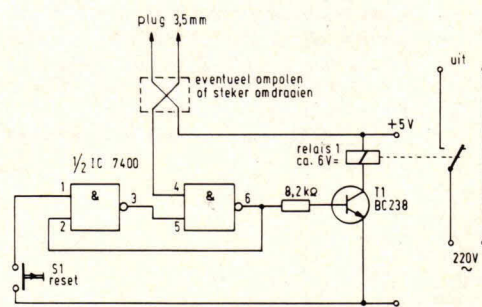 plug 3,5mm
eventueel ompolen
of steker omdraaien
uit
+5V
relais 1
ca. 6V=
1/2 IC 7400
1
&
3
2
4
&
6
5
8,2kΩ
T1
BC238
S1
reset
220V
~